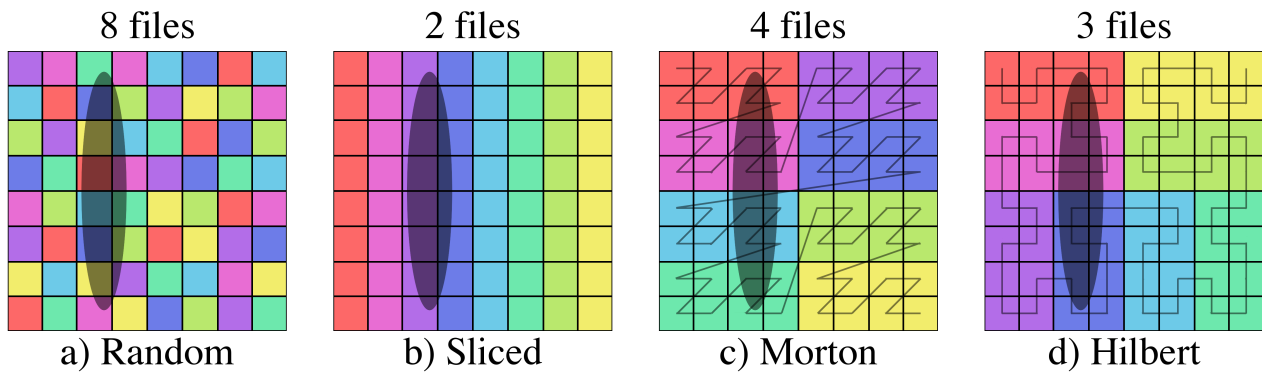 8 files
2 files
4 files
3 files
a) Random
b) Sliced
c) Morton
d) Hilbert